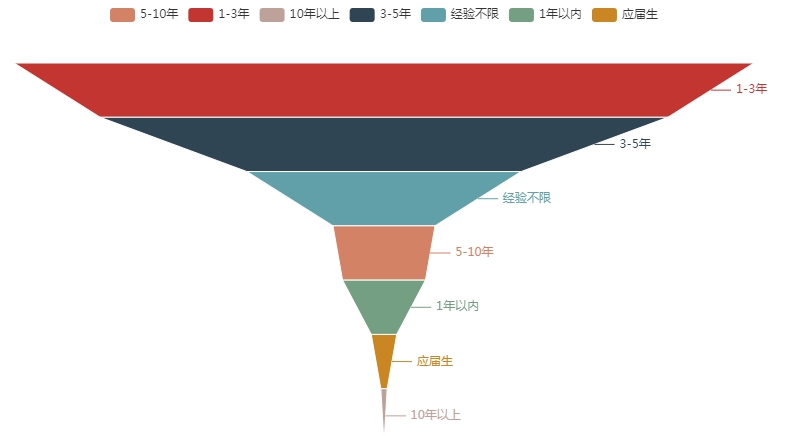 5-10年 1-3年 10年以上 3-5年 经验不限 1年以内 应届生
1-3年
3-5年
经验不限
5-10年
1年以内
应届生
10年以上